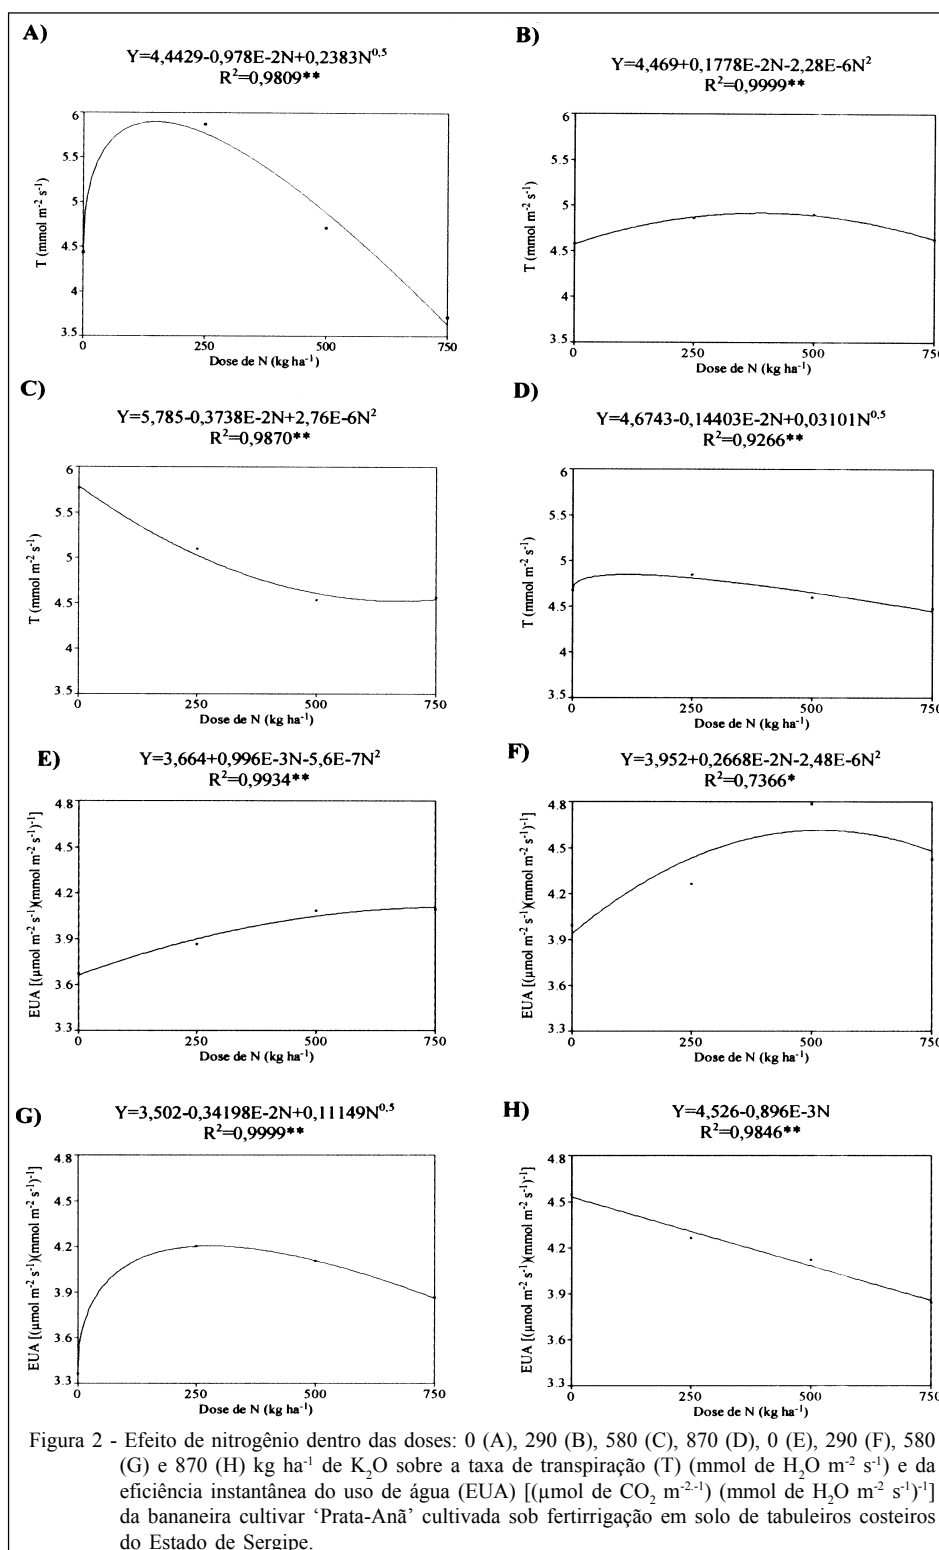 A)
Y=4,4429-0,978E-2N+0,2383N^0,5
R²=0,9809**
T (mmol m⁻² s⁻¹)
6
5.5
5
4.5
4
3.5
0
250
500
750
Dose de N (kg ha⁻¹)
B)
Y=4,469+0,1778E-2N-2,28E-6N²
R²=0,9999**
T (mmol m⁻² s⁻¹)
6
5.5
5
4.5
4
3.5
0
250
500
750
Dose de N (kg ha⁻¹)
C)
Y=5,785-0,3738E-2N+2,76E-6N²
R²=0,9870**
T (mmol m⁻² s⁻¹)
6
5.5
5
4.5
4
3.5
0
250
500
750
Dose de N (kg ha⁻¹)
D)
Y=4,6743-0,14403E-2N+0,03101N^0,5
R²=0,9266**
T (mmol m⁻² s⁻¹)
6
5.5
5
4.5
4
3.5
0
250
500
750
Dose de N (kg ha⁻¹)
E)
Y=3,664+0,996E-3N-5,6E-7N²
R²=0,9934**
EUA [(µmol m⁻² s⁻¹)(mmol m⁻² s⁻¹)⁻¹]
4.8
4.5
4.2
3.9
3.6
3.3
0
250
500
750
Dose de N (kg ha⁻¹)
F)
Y=3,952+0,2668E-2N-2,48E-6N²
R²=0,7366*
EUA [(µmol m⁻² s⁻¹)(mmol m⁻² s⁻¹)⁻¹]
4.8
4.5
4.2
3.9
3.6
3.3
0
250
500
750
Dose de N (kg ha⁻¹)
G)
Y=3,502-0,34198E-2N+0,11149N^0,5
R²=0,9999**
EUA [(µmol m⁻² s⁻¹)(mmol m⁻² s⁻¹)⁻¹]
4.8
4.5
4.2
3.9
3.6
3.3
0
250
500
750
Dose de N (kg ha⁻¹)
H)
Y=4,526-0,896E-3N
R²=0,9846**
EUA [(µmol m⁻² s⁻¹)(mmol m⁻² s⁻¹)⁻¹]
4.8
4.5
4.2
3.9
3.6
3.3
0
250
500
750
Dose de N (kg ha⁻¹)
Figura 2 - Efeito de nitrogênio dentro das doses: 0 (A), 290 (B), 580 (C), 870 (D), 0 (E), 290 (F), 580
(G) e 870 (H) kg ha⁻¹ de K₂O sobre a taxa de transpiração (T) (mmol de H₂O m⁻² s⁻¹) e da
eficiência instantânea do uso de água (EUA) [(µmol de CO₂ m⁻²·⁻¹) (mmol de H₂O m⁻² s⁻¹)⁻¹]
da bananeira cultivar ‘Prata-Anã’ cultivada sob fertirrigação em solo de tabuleiros costeiros
do Estado de Sergipe.